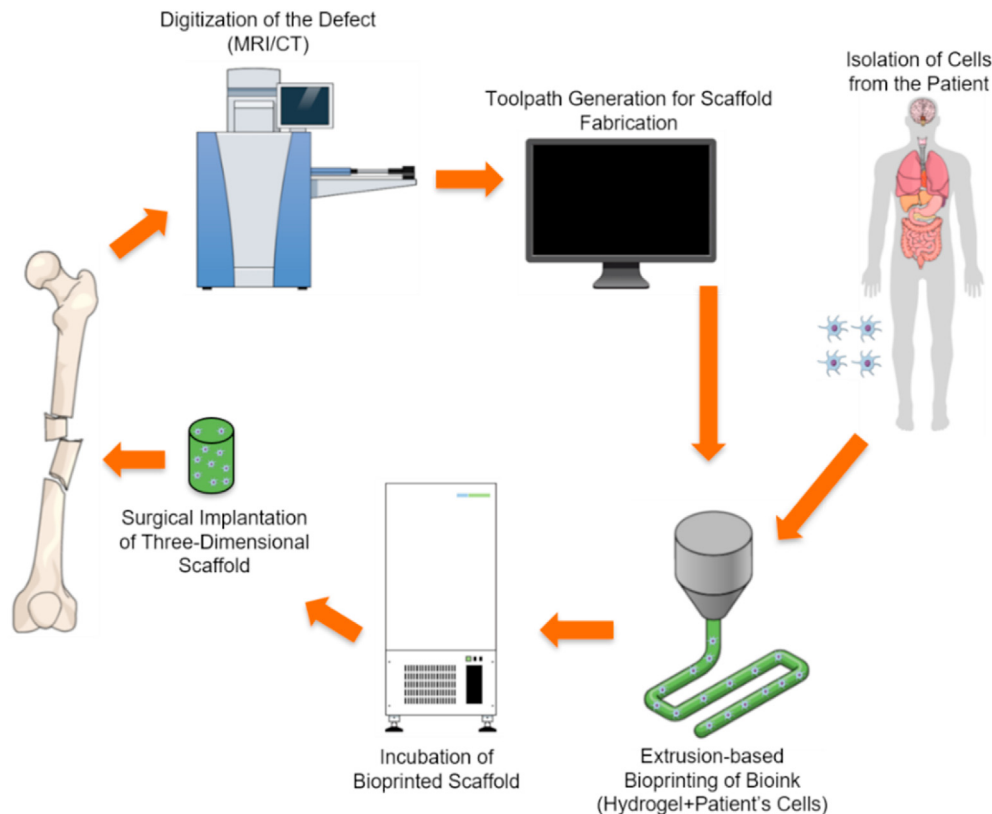 Digitization of the Defect
(MRI/CT)
Toolpath Generation for Scaffold
Fabrication
Isolation of Cells
from the Patient
Surgical Implantation
of Three-Dimensional
Scaffold
Incubation of
Bioprinted Scaffold
Extrusion-based
Bioprinting of Bioink
(Hydrogel+Patient's Cells)